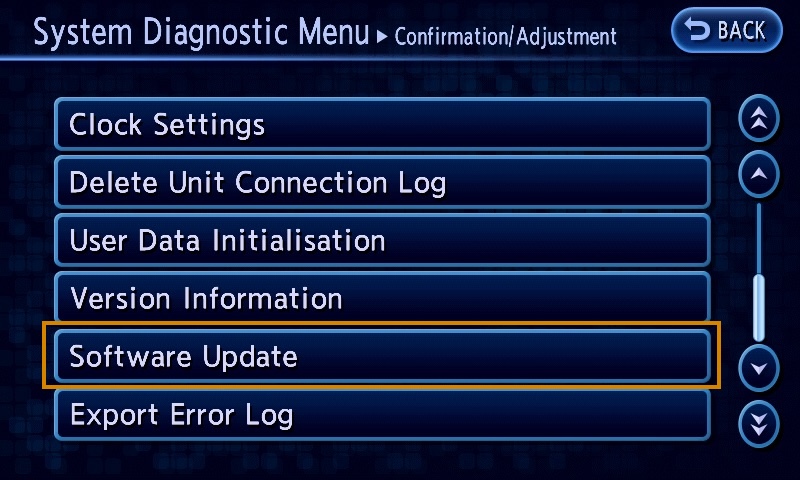 System Diagnostic Menu ▸ Confirmation/Adjustment
BACK
Clock Settings
Delete Unit Connection Log
User Data Initialisation
Version Information
Software Update
Export Error Log